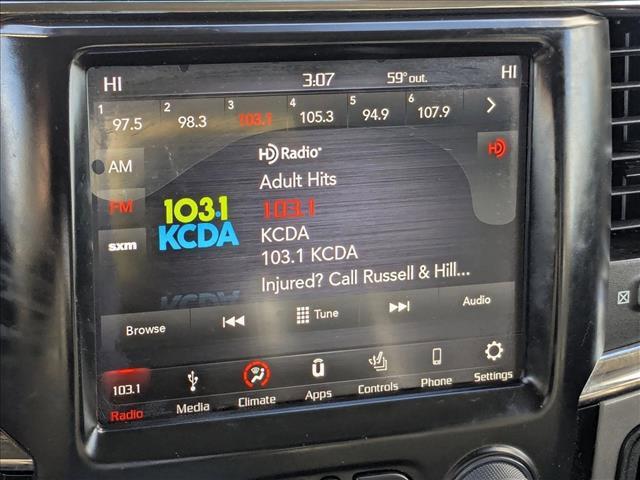 HI 3:07 59° out. HI
1 2 3 4 5 6
97.5 98.3 103.1 105.3 94.9 107.9
AM
HD Radio
HD
Adult Hits
FM
103.1
103.1
KCDA
KCDA
sxm
103.1 KCDA
Injured? Call Russell & Hill...
KCDA
Browse Tune Audio
103.1
Radio Media Climate Apps Controls Phone Settings